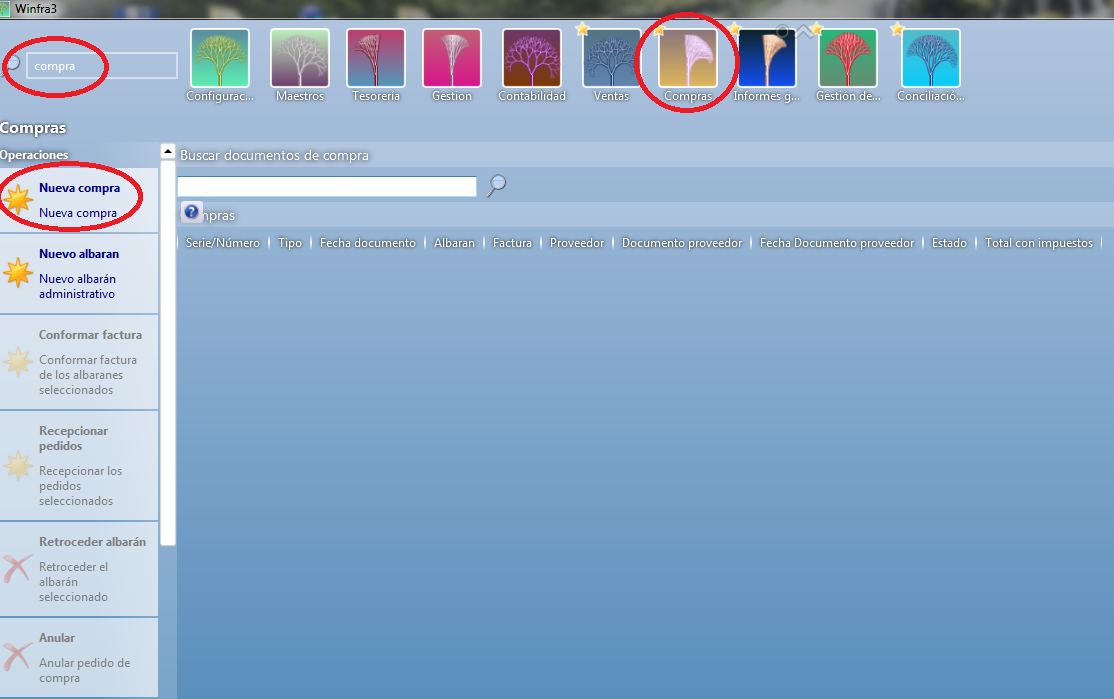 Winfra3
compra
Configurac...
Maestros
Tesorería
Gestion
Contabilidad
Ventas
Compras
Informes g...
Gestión de...
Conciliació...
Compras
Operaciones
Nueva compra
Nueva compra
Nuevo albaran
Nuevo albarán
administrativo
Conformar factura
Conformar factura
de los albaranes
seleccionados
Recepcionar
pedidos
Recepcionar los
pedidos
seleccionados
Retroceder albarán
Retroceder el
albarán
seleccionado
Anular
Anular pedido de
compra
Buscar documentos de compra
?
mpras
Serie/Número Tipo Fecha documento Albaran Factura Proveedor Documento proveedor Fecha Documento proveedor Estado Total con impuestos